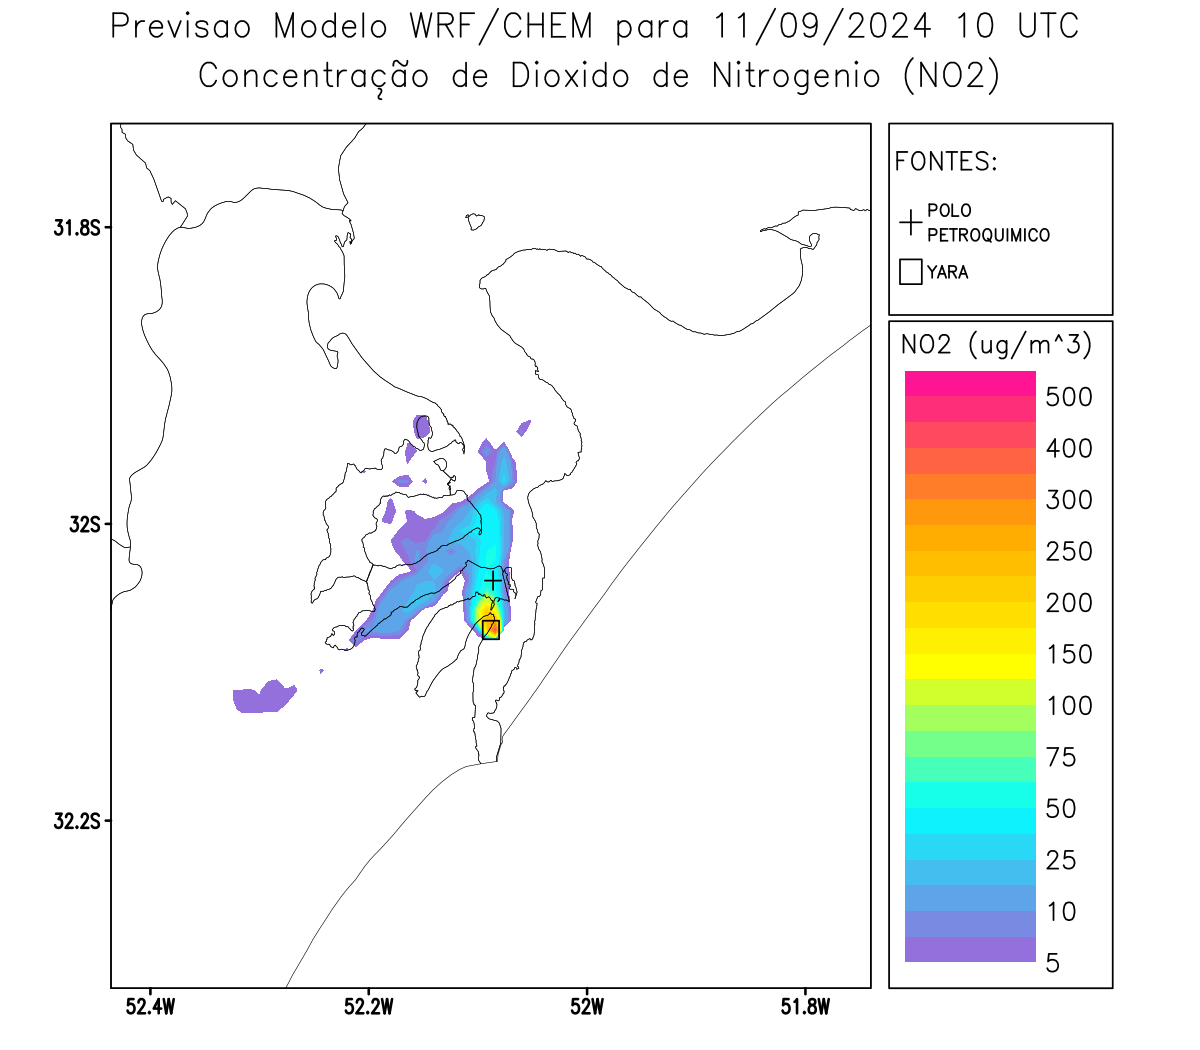 Previsao Modelo WRF/CHEM para 11/09/2024 10 UTC
Concentração de Dioxido de Nitrogenio (NO2)
FONTES:
POLO
PETROQUIMICO
YARA
NO2 (ug/m^3)
500
400
300
250
200
150
100
75
50
25
10
5
31.8S
32S
32.2S
52.4W
52.2W
52W
51.8W